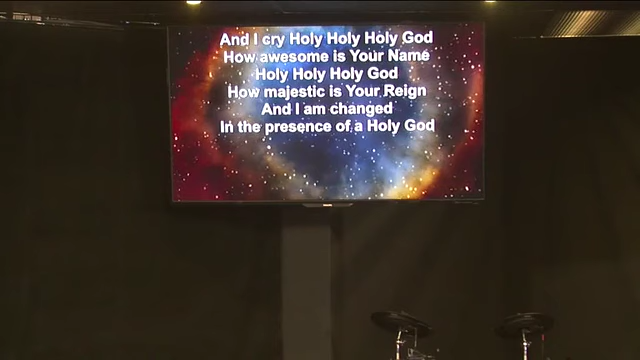 And I cry Holy Holy Holy God
How awesome is Your Name
Holy Holy Holy God
How majestic is Your Reign
And I am changed
In the presence of a Holy God